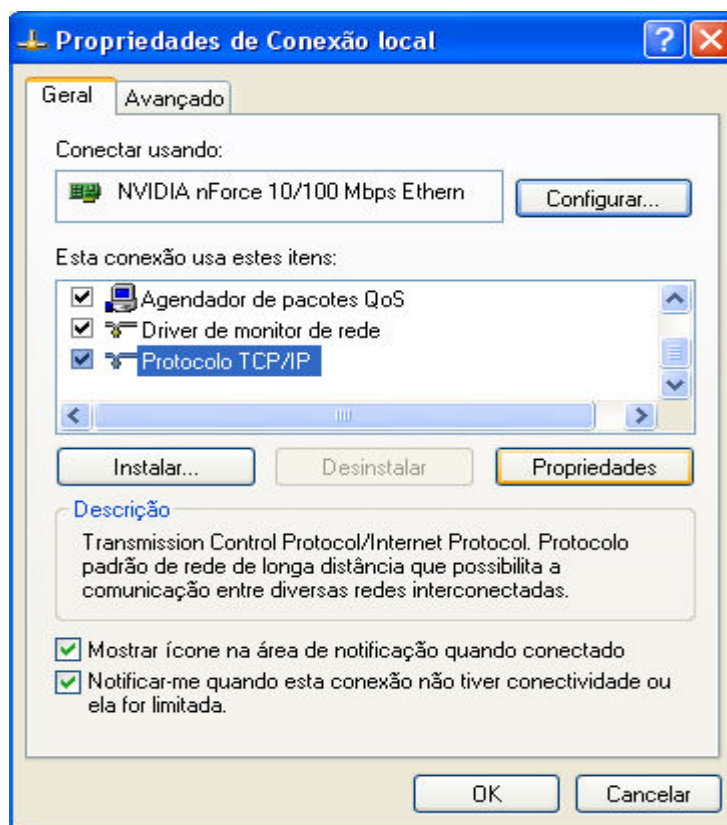 Propriedades de Conexão local
Geral
Avançado
Conectar usando:
NVIDIA nForce 10/100 Mbps Ethern
Configurar...
Esta conexão usa estes itens:
Agendador de pacotes QoS
Driver de monitor de rede
Protocolo TCP/IP
Instalar...
Desinstalar
Propriedades
Descrição
Transmission Control Protocol/Internet Protocol. Protocolo
padrão de rede de longa distância que possibilita a
comunicação entre diversas redes interconectadas.
Mostrar ícone na área de notificação quando conectado
Notificar-me quando esta conexão não tiver conectividade ou
ela for limitada.
OK
Cancelar